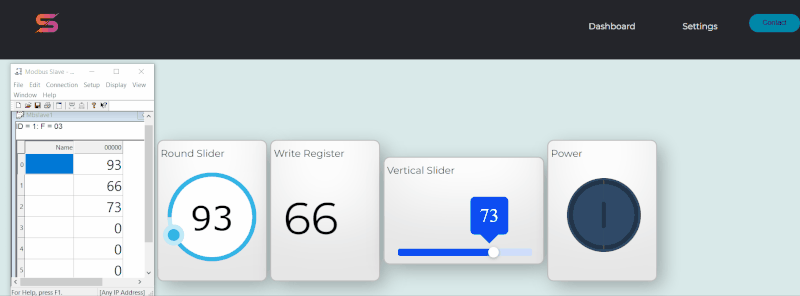 Dashboard
Settings
Contact
Modbus Slave - ...
File Edit Connection Setup Display View
Window Help
Mbslave1
ID = 1: F = 03
Name 00000
0 93
1 66
2 73
3 0
4 0
5 0
For Help, press F1. [Any IP Address]
Round Slider
93
Write Register
66
Vertical Slider
73
Power